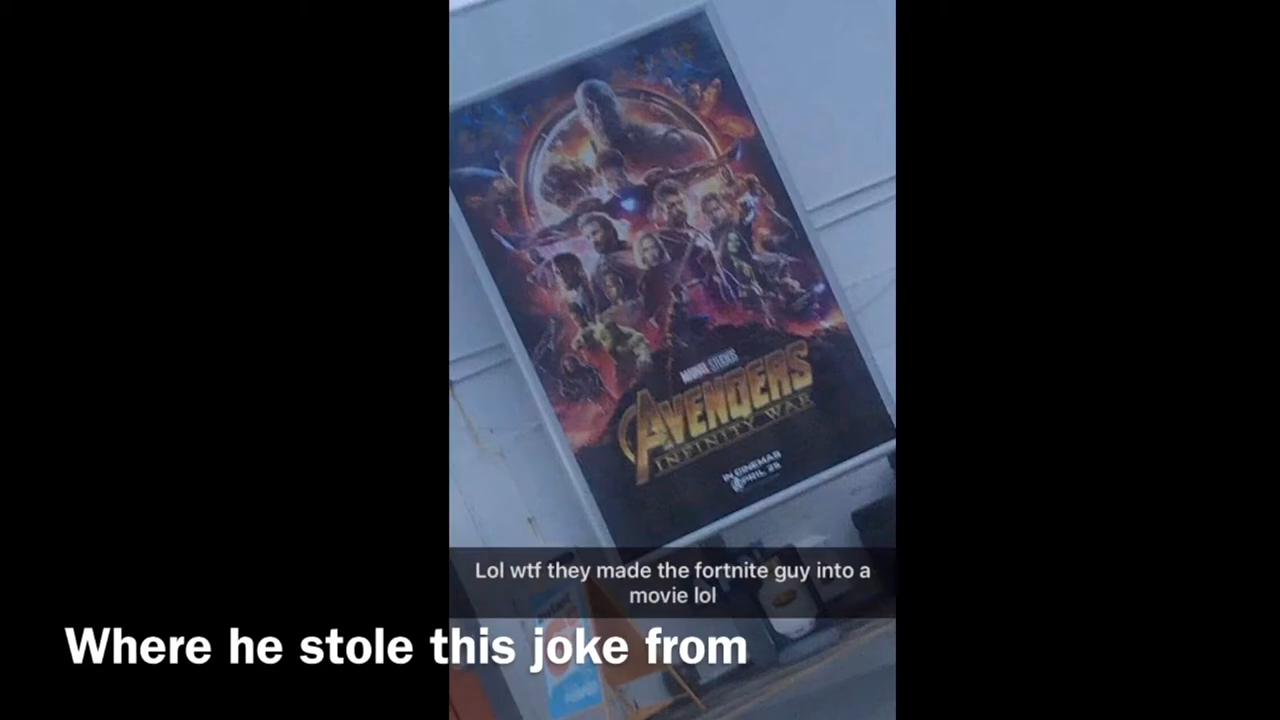 MARVEL STUDIOS
AVENGERS
INFINITY WAR
IN CINEMAS
APRIL 25
Lol wtf they made the fortnite guy into a
movie lol
Where he stole this joke from